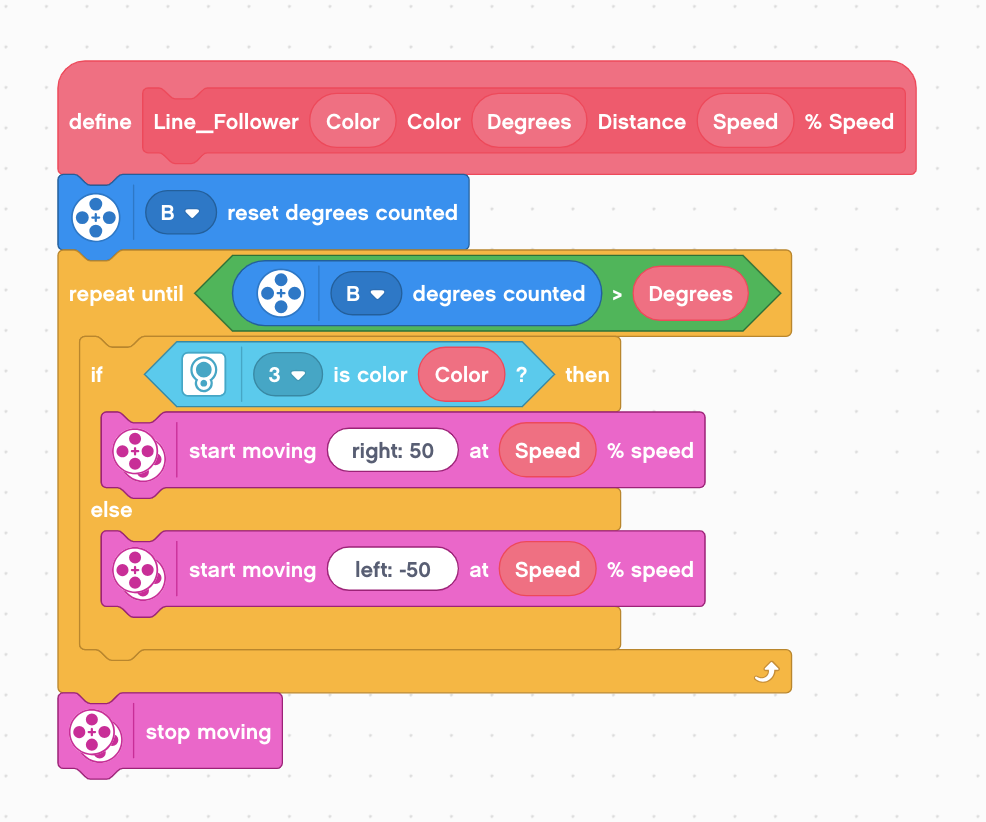 define Line_Follower Color Color Degrees Distance Speed % Speed
B reset degrees counted
repeat until B degrees counted > Degrees
if 3 is color Color ? then
start moving right: 50 at Speed % speed
else
start moving left: -50 at Speed % speed
stop moving